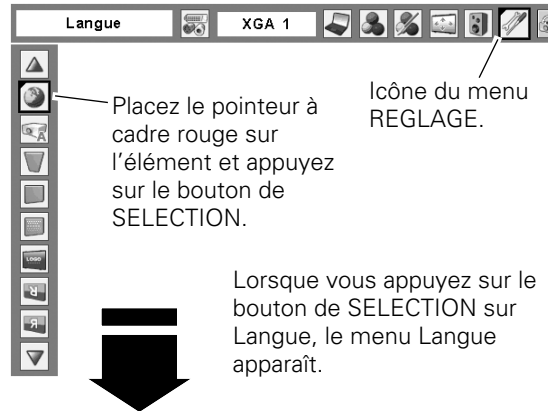 Langue XGA 1
Icône du menu
REGLAGE.
Placez le pointeur à
cadre rouge sur
l'élément et appuyez
sur le bouton de
SELECTION.
A
LOGO
R
R
Lorsque vous appuyez sur le
bouton de SELECTION sur
Langue, le menu Langue
apparaît.